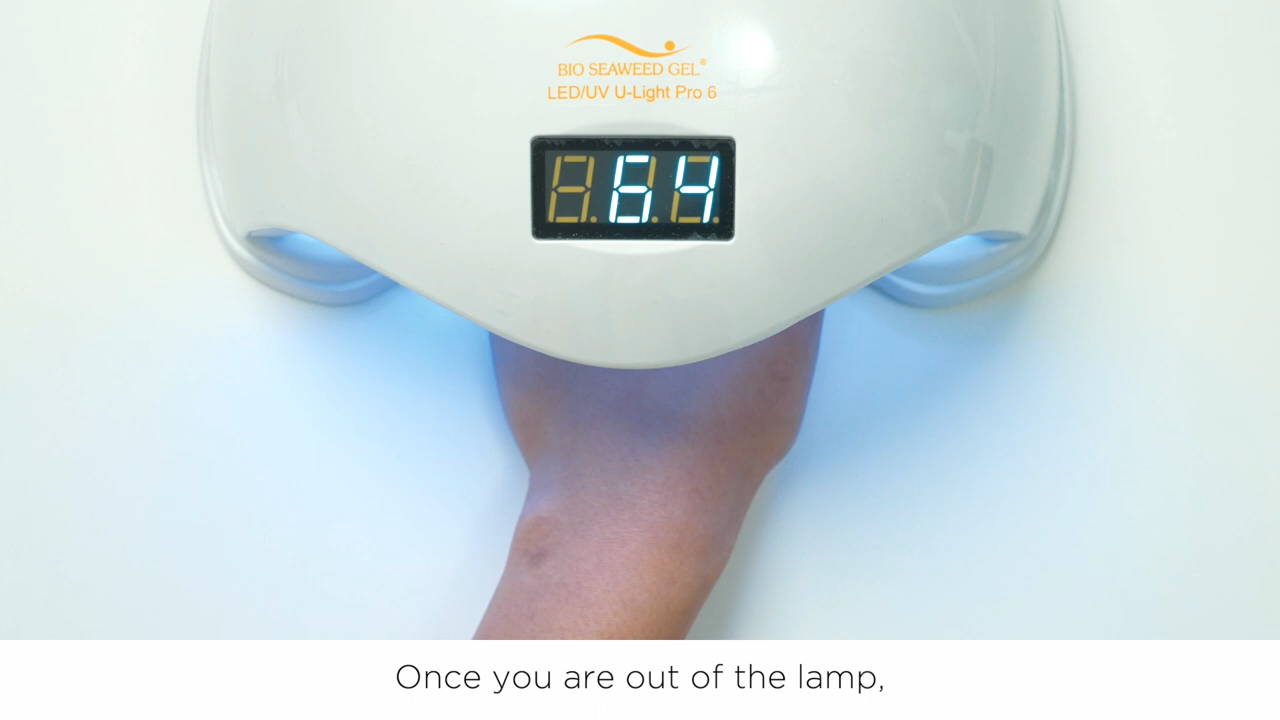 BIO SEAWEED GEL®
LED/UV U-Light Pro 6
64
Once you are out of the lamp,